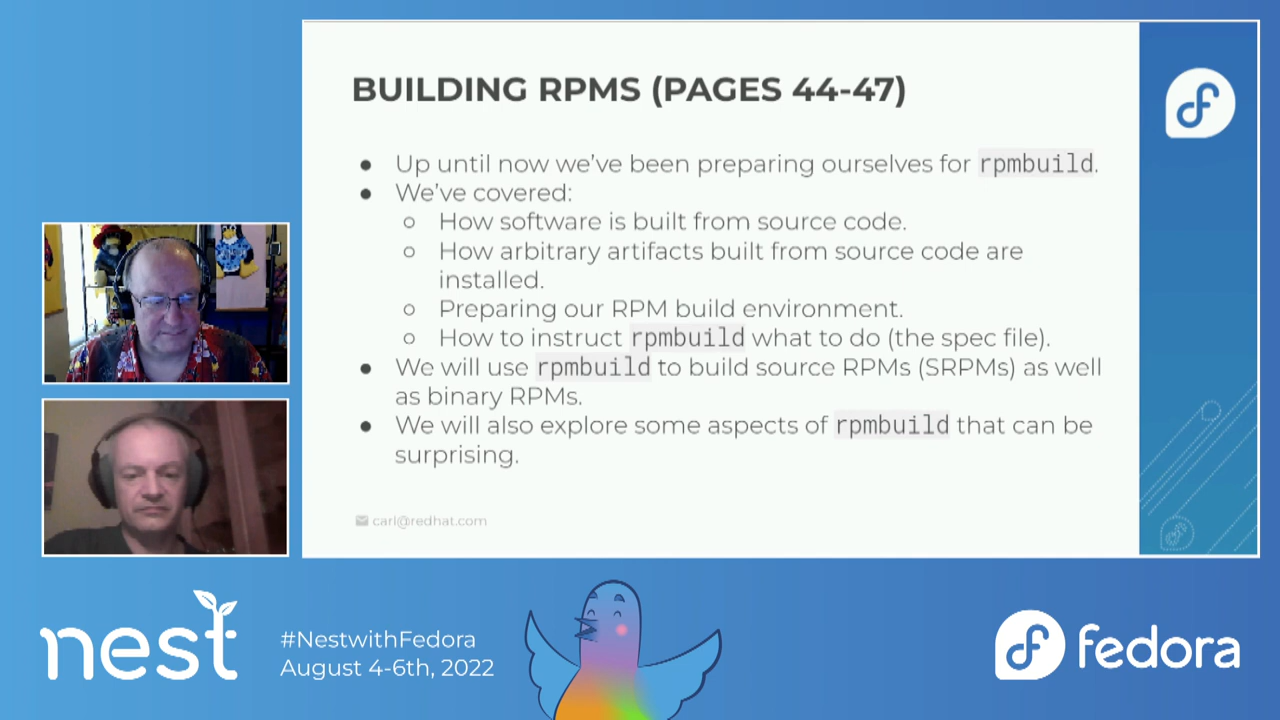 BUILDING RPMS (PAGES 44-47)
● Up until now we've been preparing ourselves for rpmbuild.
● We've covered:
○ How software is built from source code.
○ How arbitrary artifacts built from source code are
installed.
○ Preparing our RPM build environment.
○ How to instruct rpmbuild what to do (the spec file).
● We will use rpmbuild to build source RPMs (SRPMs) as well
as binary RPMs.
● We will also explore some aspects of rpmbuild that can be
surprising.
carl@redhat.com
nest
#NestwithFedora
August 4-6th, 2022
fedora